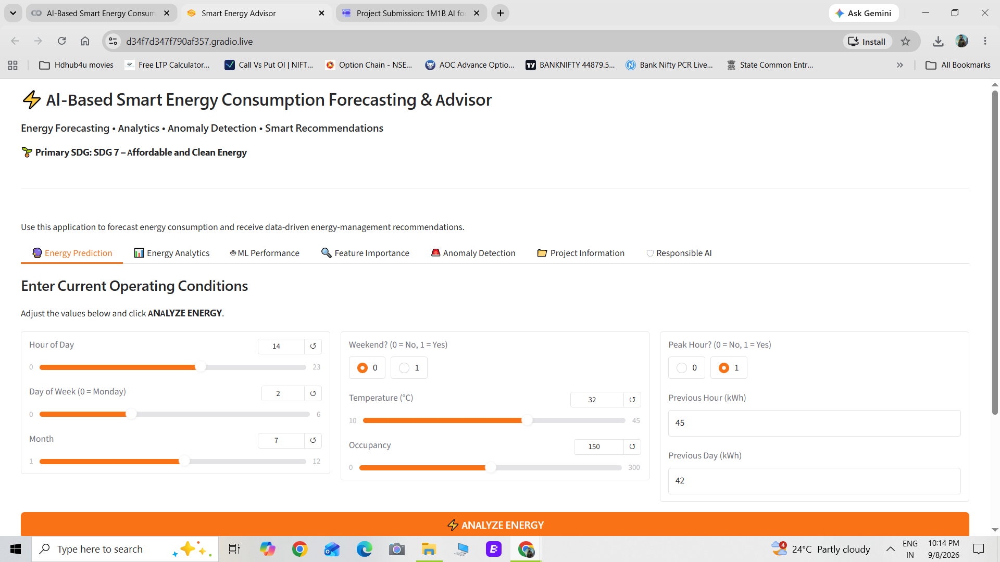 AI-Based Smart Energy Consum
Smart Energy Advisor
Project Submission: 1M1B AI fo
Ask Gemini
d34f7d347f790af357.gradio.live
Install
Hdhub4u movies
Free LTP Calculator...
Call Vs Put OI | NIFT...
Option Chain - NSE...
AOC Advance Optio...
BANKNIFTY 44879.5...
Bank Nifty PCR Live...
State Common Entr...
All Bookmarks
⚡ AI-Based Smart Energy Consumption Forecasting & Advisor
Energy Forecasting • Analytics • Anomaly Detection • Smart Recommendations
🌱 Primary SDG: SDG 7 – Affordable and Clean Energy
Use this application to forecast energy consumption and receive data-driven energy-management recommendations.
🔮 Energy Prediction
📊 Energy Analytics
ML Performance
🔍 Feature Importance
🚨 Anomaly Detection
📂 Project Information
Responsible AI
Enter Current Operating Conditions
Adjust the values below and click ANALYZE ENERGY.
Hour of Day
14
0
23
Day of Week (0 = Monday)
2
0
6
Month
7
1
12
Weekend? (0 = No, 1 = Yes)
0
1
Temperature (°C)
32
10
45
Occupancy
150
0
300
Peak Hour? (0 = No, 1 = Yes)
0
1
Previous Hour (kWh)
45
Previous Day (kWh)
42
⚡ ANALYZE ENERGY
Type here to search
4
24°C Partly cloudy
ENG
IN
10:14 PM
9/8/2026